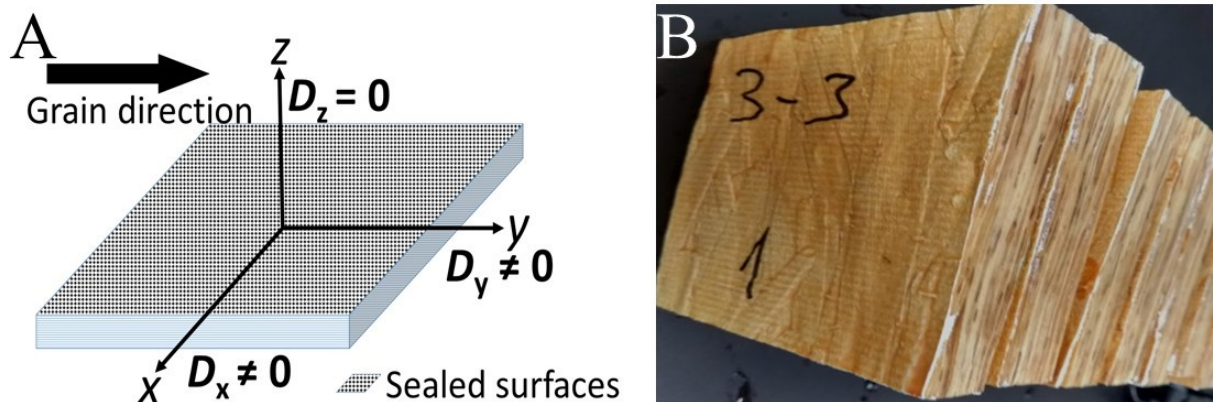 A
Grain direction
z
D_z = 0
y
D_y ≠ 0
x
D_x ≠ 0
Sealed surfaces
B
3-3
1